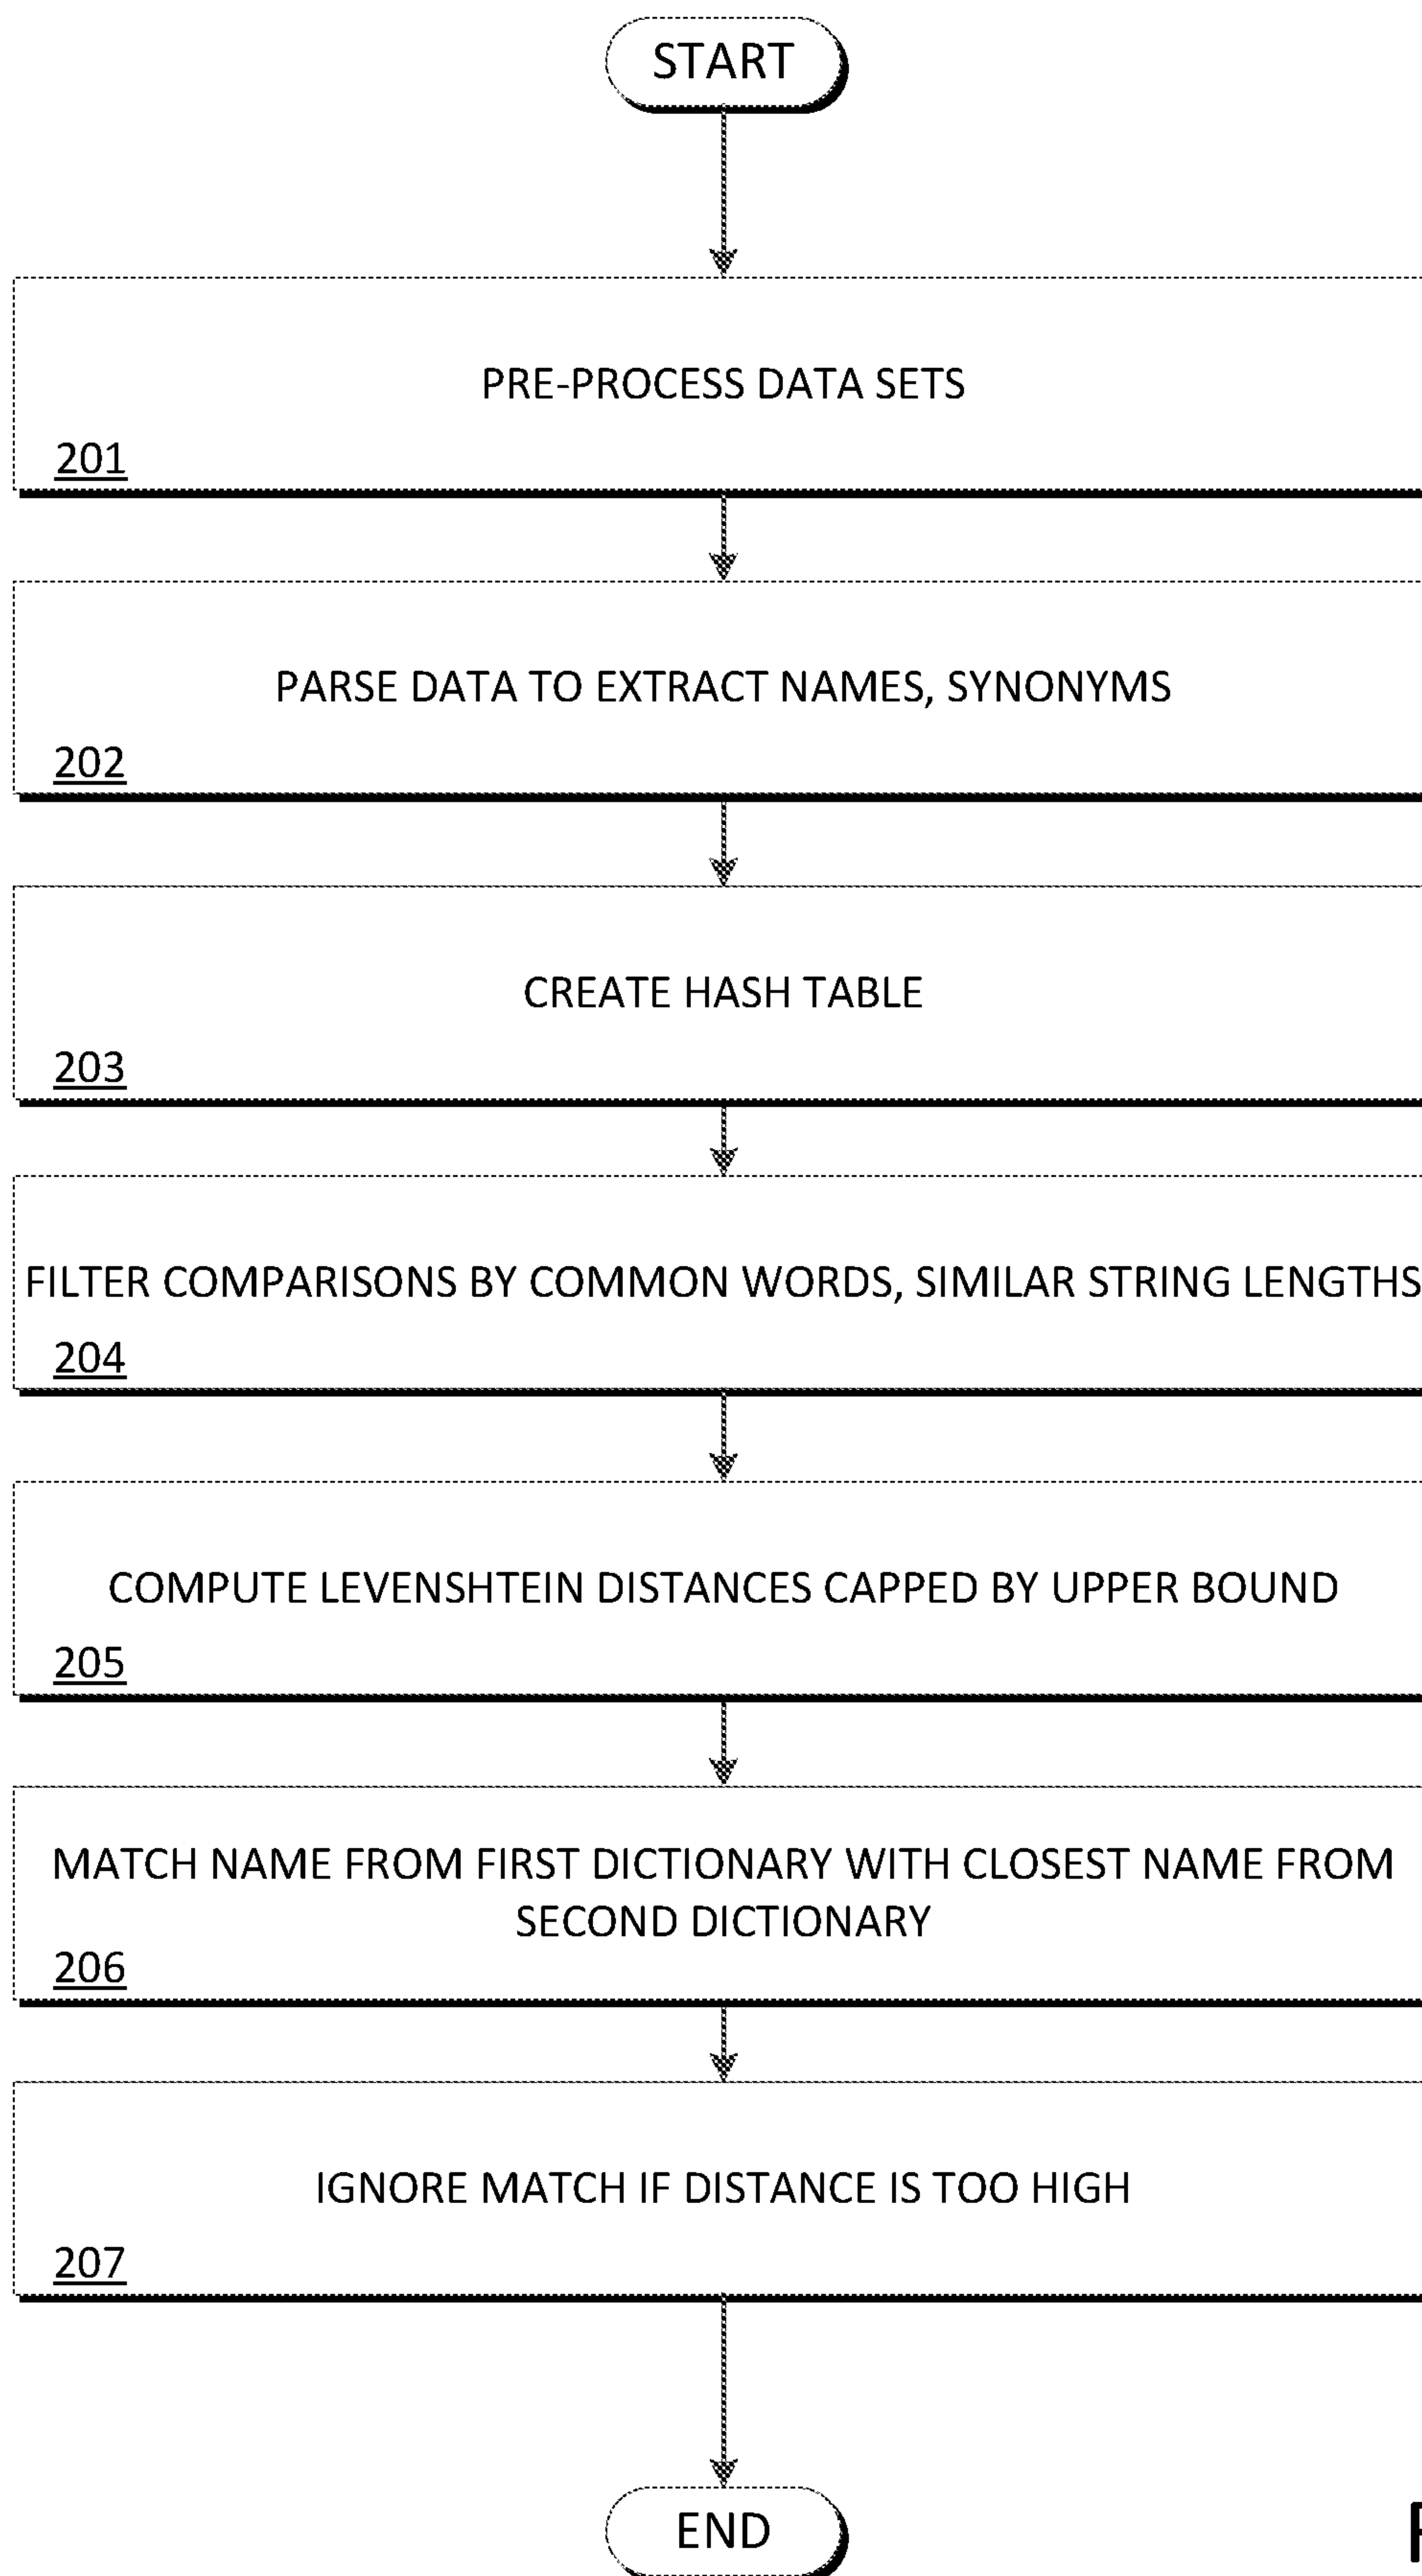 START
PRE-PROCESS DATA SETS
201
PARSE DATA TO EXTRACT NAMES, SYNONYMS
202
CREATE HASH TABLE
203
FILTER COMPARISONS BY COMMON WORDS, SIMILAR STRING LENGTHS
204
COMPUTE LEVENSHTEIN DISTANCES CAPPED BY UPPER BOUND
205
MATCH NAME FROM FIRST DICTIONARY WITH CLOSEST NAME FROM
SECOND DICTIONARY
206
IGNORE MATCH IF DISTANCE IS TOO HIGH
207
END